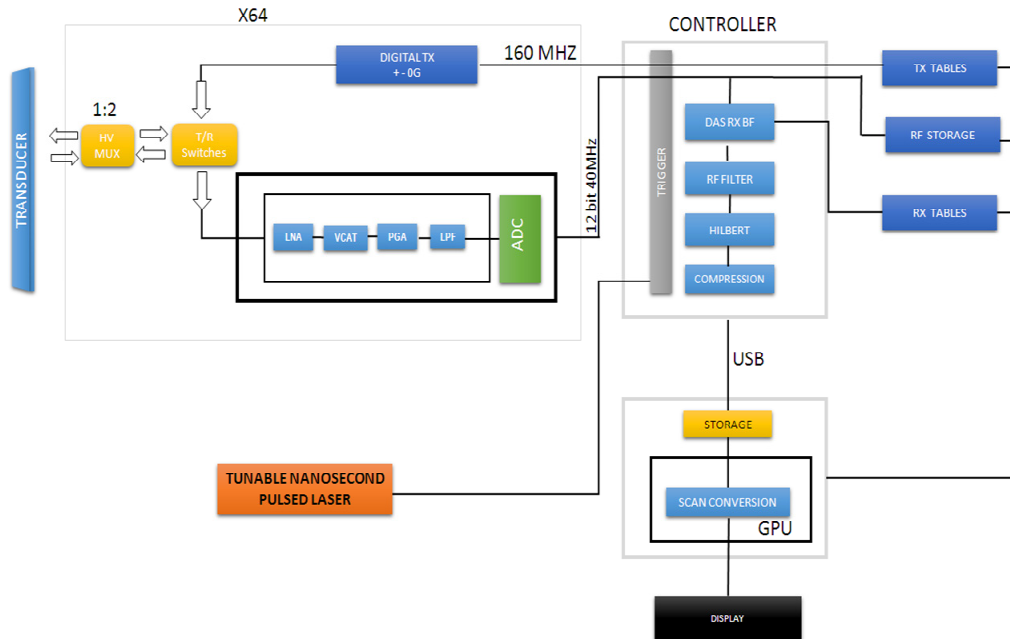 X64
CONTROLLER
DIGITAL TX
+ - 0G
160 MHZ
TX TABLES
1:2
HV
MUX
T/R
Switches
TRANSDUCER
TRIGGER
DAS RX BF
RF STORAGE
RF FILTER
12 bit 40MHz
RX TABLES
HILBERT
LNA
VCAT
PGA
LPF
ADC
COMPRESSION
USB
STORAGE
TUNABLE NANOSECOND
PULSED LASER
SCAN CONVERSION
GPU
DISPLAY